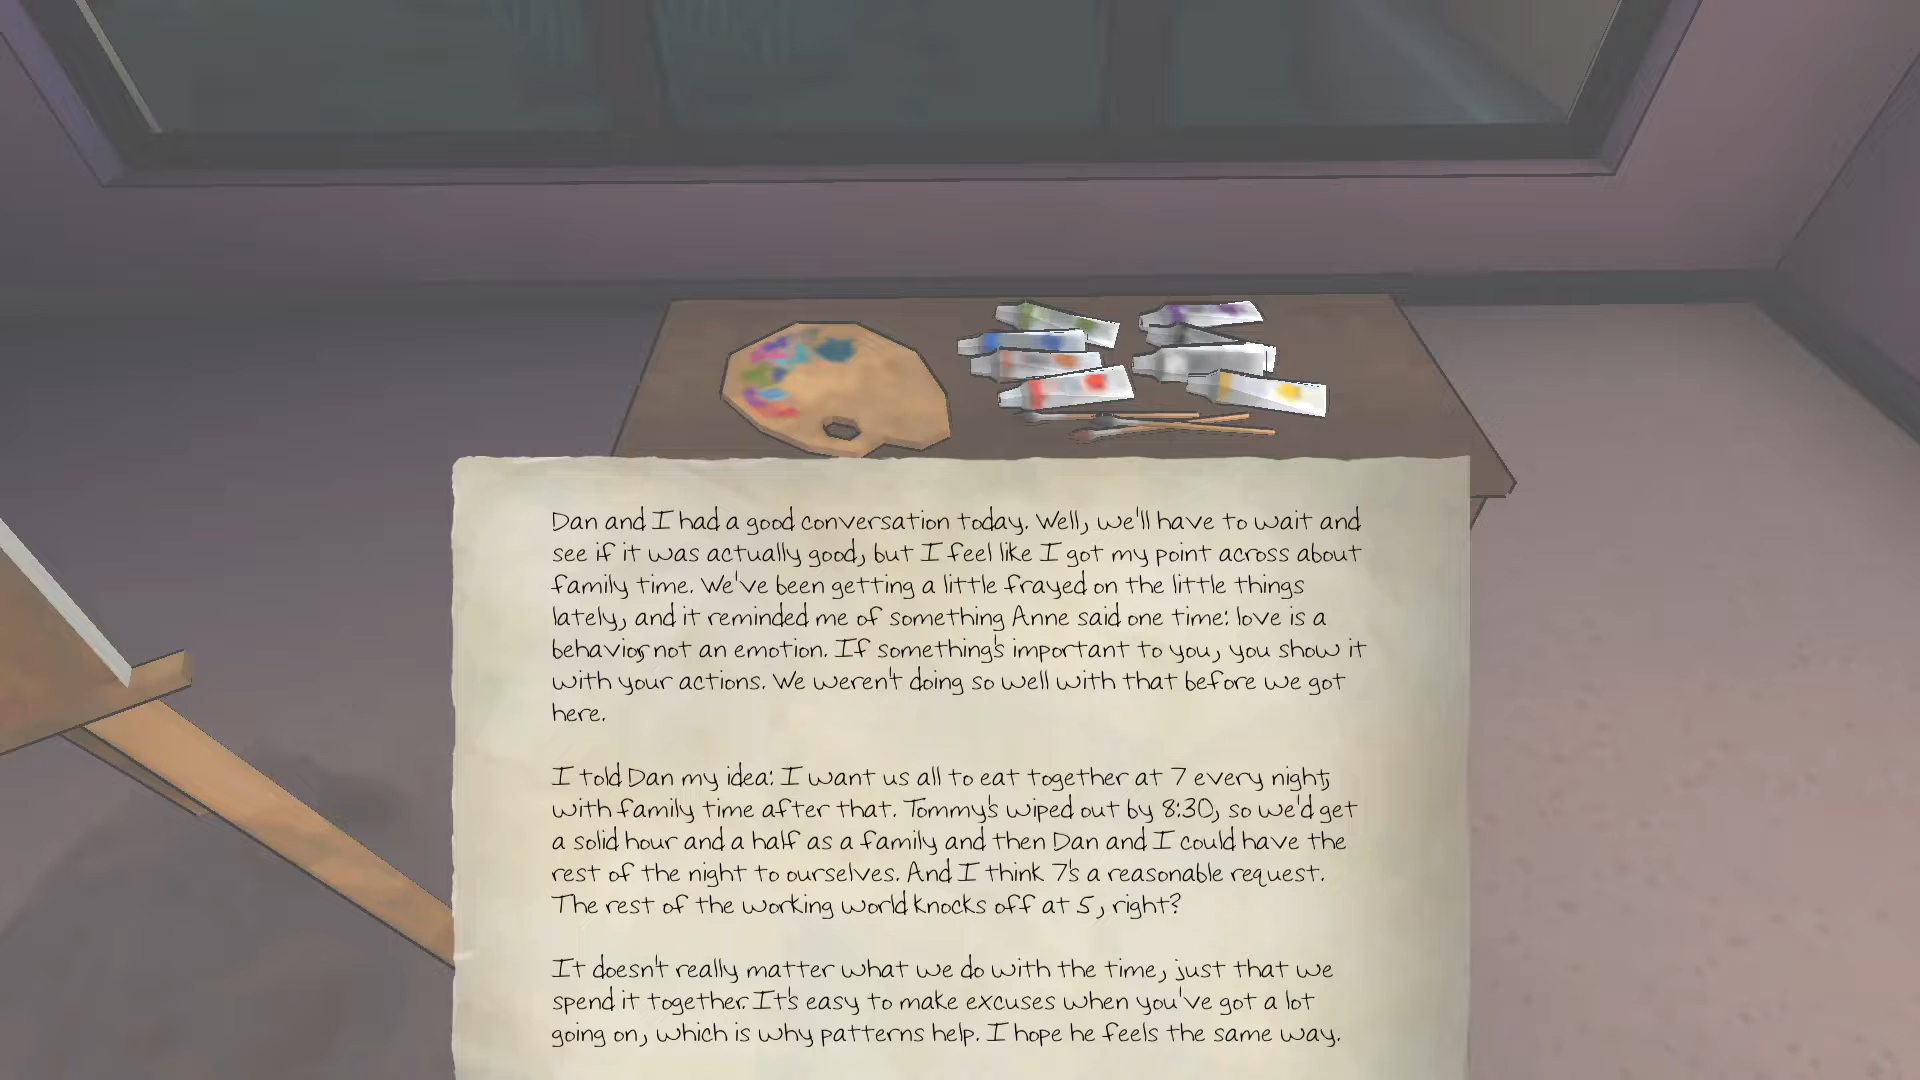 Dan and I had a good conversation today. Well, we'll have to wait and
see if it was actually good, but I feel like I got my point across about
family time. We've been getting a little frayed on the little things
lately, and it reminded me of something Anne said one time: love is a
behavior, not an emotion. If something's important to you, you show it
with your actions. We weren't doing so well with that before we got
here.
I told Dan my idea: I want us all to eat together at 7 every night,
with family time after that. Tommy's wiped out by 8:30, so we'd get
a solid hour and a half as a family and then Dan and I could have the
rest of the night to ourselves. And I think 7's a reasonable request.
The rest of the working world knocks off at 5, right?
It doesn't really matter what we do with the time, just that we
spend it together. It's easy to make excuses when you've got a lot
going on, which is why patterns help. I hope he feels the same way.